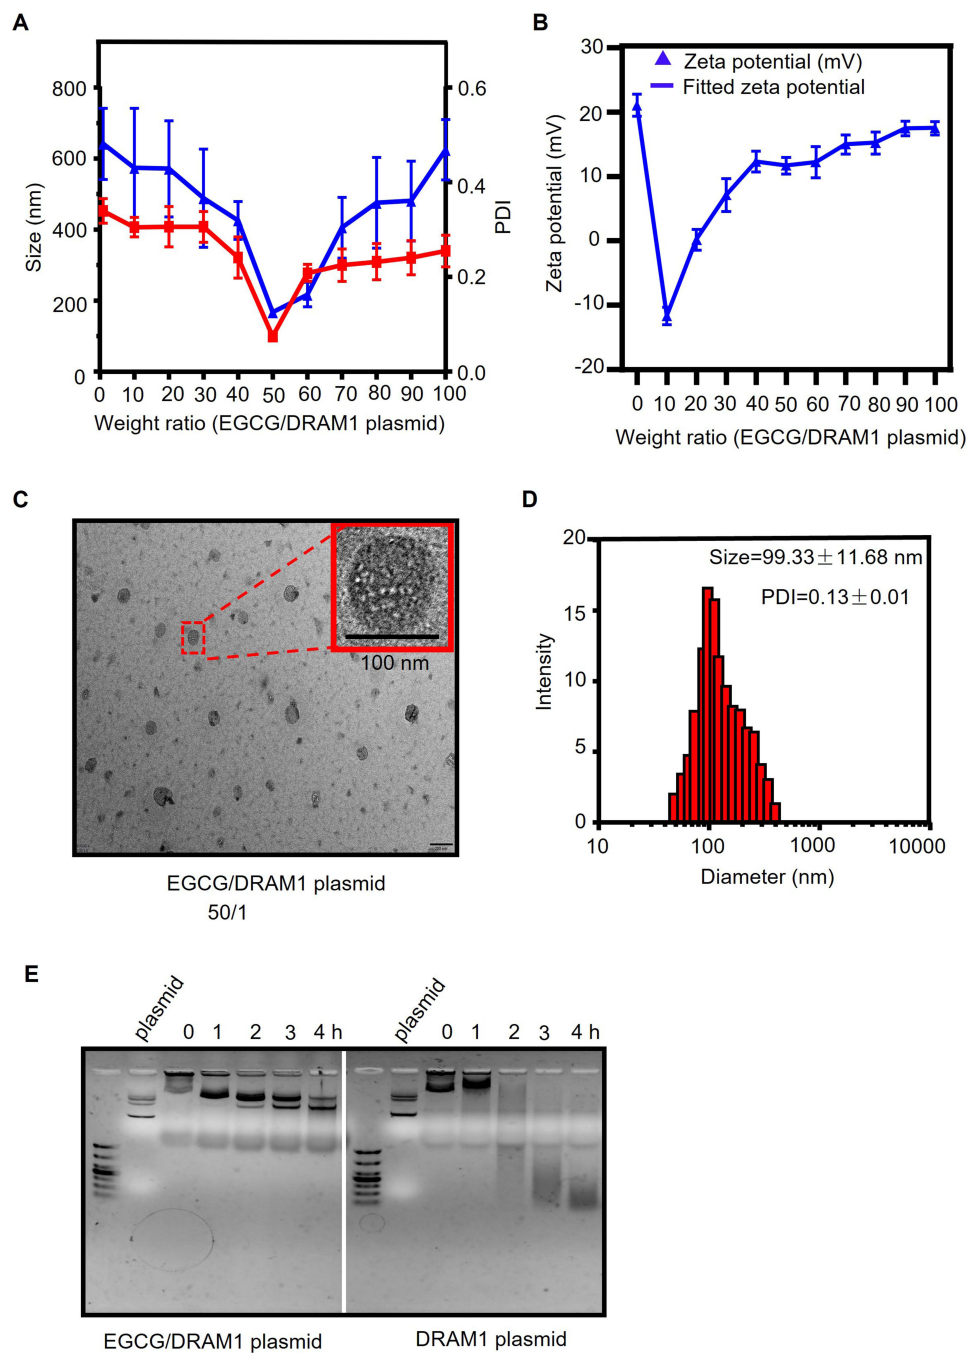 A
800
600
400
200
0
Size (nm)
0.6
0.4
0.2
0.0
PDI
0 10 20 30 40 50 60 70 80 90 100
Weight ratio (EGCG/DRAM1 plasmid)
B
30
20
10
0
-10
-20
Zeta potential (mV)
Zeta potential (mV)
Fitted zeta potential
0 10 20 30 40 50 60 70 80 90 100
Weight ratio (EGCG/DRAM1 plasmid)
C
100 nm
EGCG/DRAM1 plasmid
50/1
D
20
15
10
5
0
Intensity
Size=99.33±11.68 nm
PDI=0.13±0.01
10 100 1000 10000
Diameter (nm)
E
plasmid 0 1 2 3 4 h
plasmid 0 1 2 3 4 h
EGCG/DRAM1 plasmid
DRAM1 plasmid